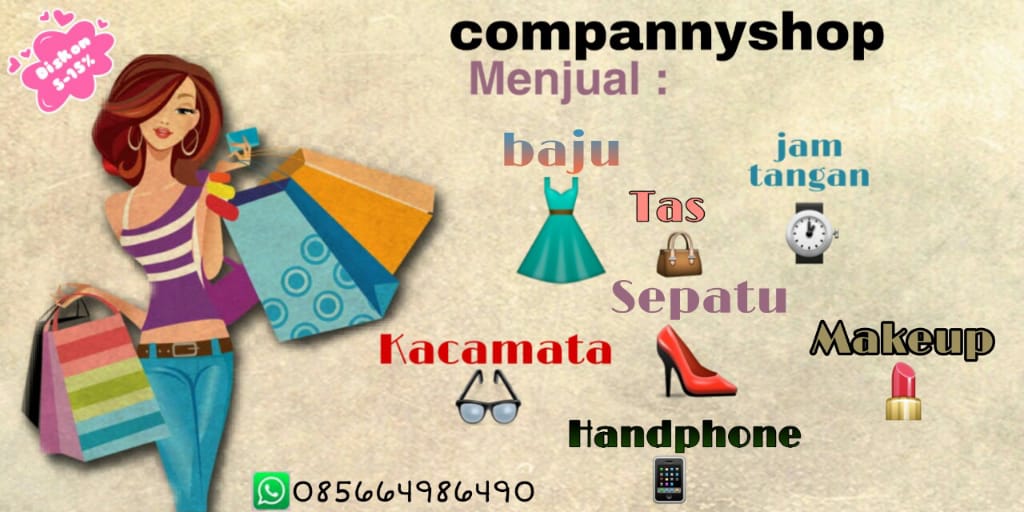 Diskon
5-15%
compannyshop
Menjual :
baju
jam
tangan
Tas
Sepatu
Kacamata
Makeup
Handphone
085664986490